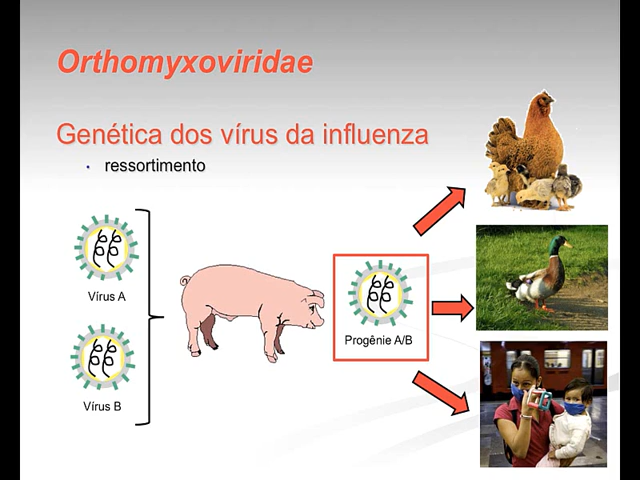 Orthomyxoviridae
Genética dos vírus da influenza
ressortimento
Vírus A
Vírus B
Progênie A/B